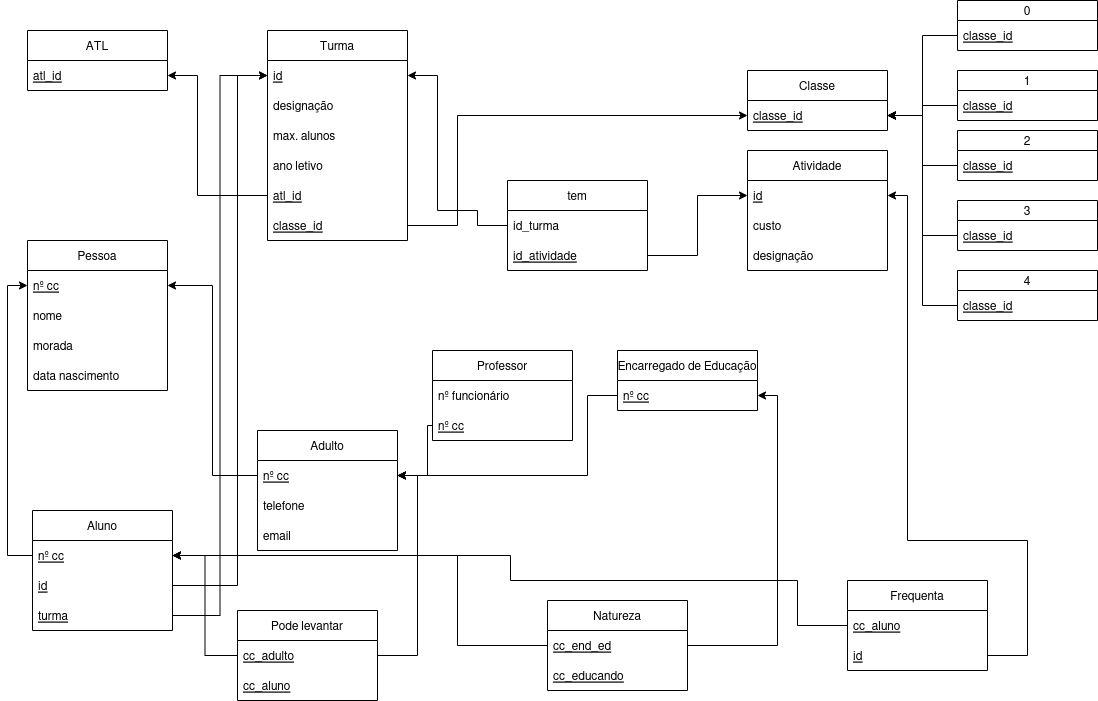 ATL
atl_id
Turma
id
designação
max. alunos
ano letivo
atl_id
classe_id
Classe
classe_id
0
classe_id
1
classe_id
2
classe_id
3
classe_id
4
classe_id
Atividade
id
custo
designação
tem
id_turma
id_atividade
Pessoa
nº cc
nome
morada
data nascimento
Professor
nº funcionário
nº cc
Encarregado de Educação
nº cc
Adulto
nº cc
telefone
email
Aluno
nº cc
id
turma
Pode levantar
cc_adulto
cc_aluno
Natureza
cc_end_ed
cc_educando
Frequenta
cc_aluno
id